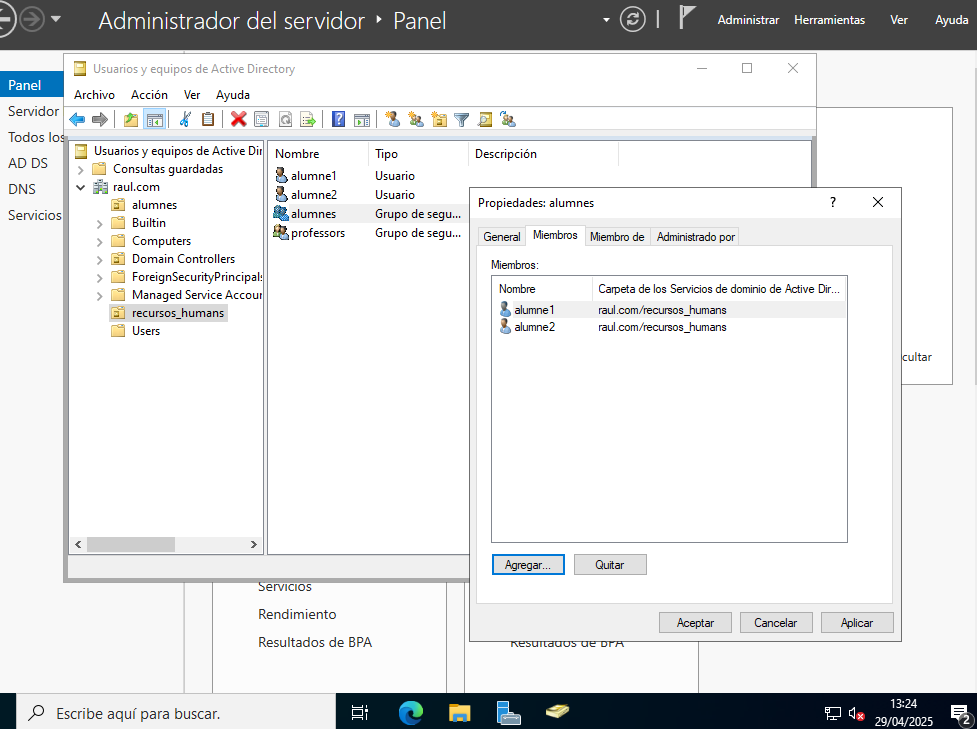 Administrador del servidor ‣ Panel
Administrar Herramientas Ver Ayuda
Panel
Servidor
Todos los
AD DS
DNS
Servicios
Usuarios y equipos de Active Directory
Archivo Acción Ver Ayuda
Usuarios y equipos de Active Dir
Consultas guardadas
raul.com
alumnes
Builtin
Computers
Domain Controllers
ForeignSecurityPrincipals
Managed Service Accoun
recursos_humans
Users
Nombre Tipo Descripción
alumne1 Usuario
alumne2 Usuario
alumnes Grupo de segu...
professors Grupo de segu...
Propiedades: alumnes
? 
General Miembros Miembro de Administrado por
Miembros:
Nombre Carpeta de los Servicios de dominio de Active Dir...
alumne1 raul.com/recursos_humans
alumne2 raul.com/recursos_humans
Agregar... Quitar
Aceptar Cancelar Aplicar
cultar
Servicios
Rendimiento
Resultados de BPA
Resultados de BPA
Escribe aquí para buscar.
13:24
29/04/2025
2